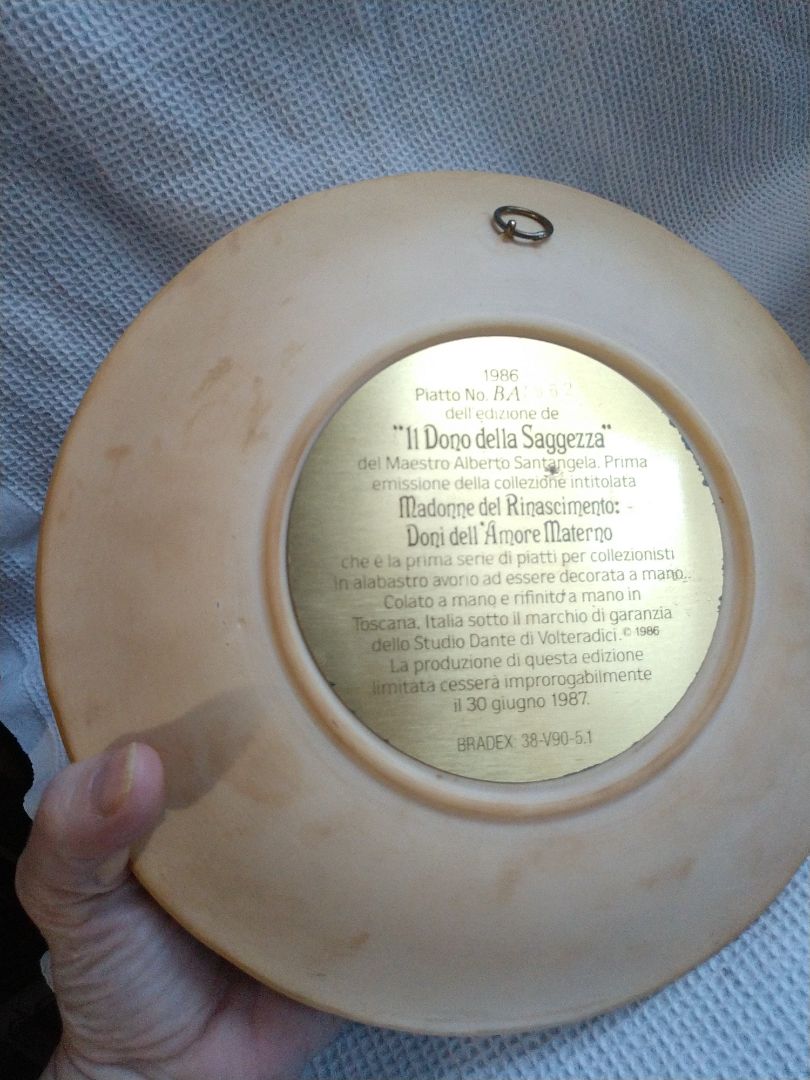 1986
Piatto No. BA
dell'edizione de
"Il Dono della Saggezza"
del Maestro Alberto Santangela. Prima
emissione della collezione intitolata
Madonne del Rinascimento:
Doni dell'Amore Materno
che è la prima serie di piatti per collezionisti
in alabastro avorio ad essere decorata a mano.
Colato a mano e rifinito a mano in
Toscana, Italia sotto il marchio di garanzia
dello Studio Dante di Volteradici. © 1986
La produzione di questa edizione
limitata cesserà improrogabilmente
il 30 giugno 1987.
BRADEX: 38-V90-5.1